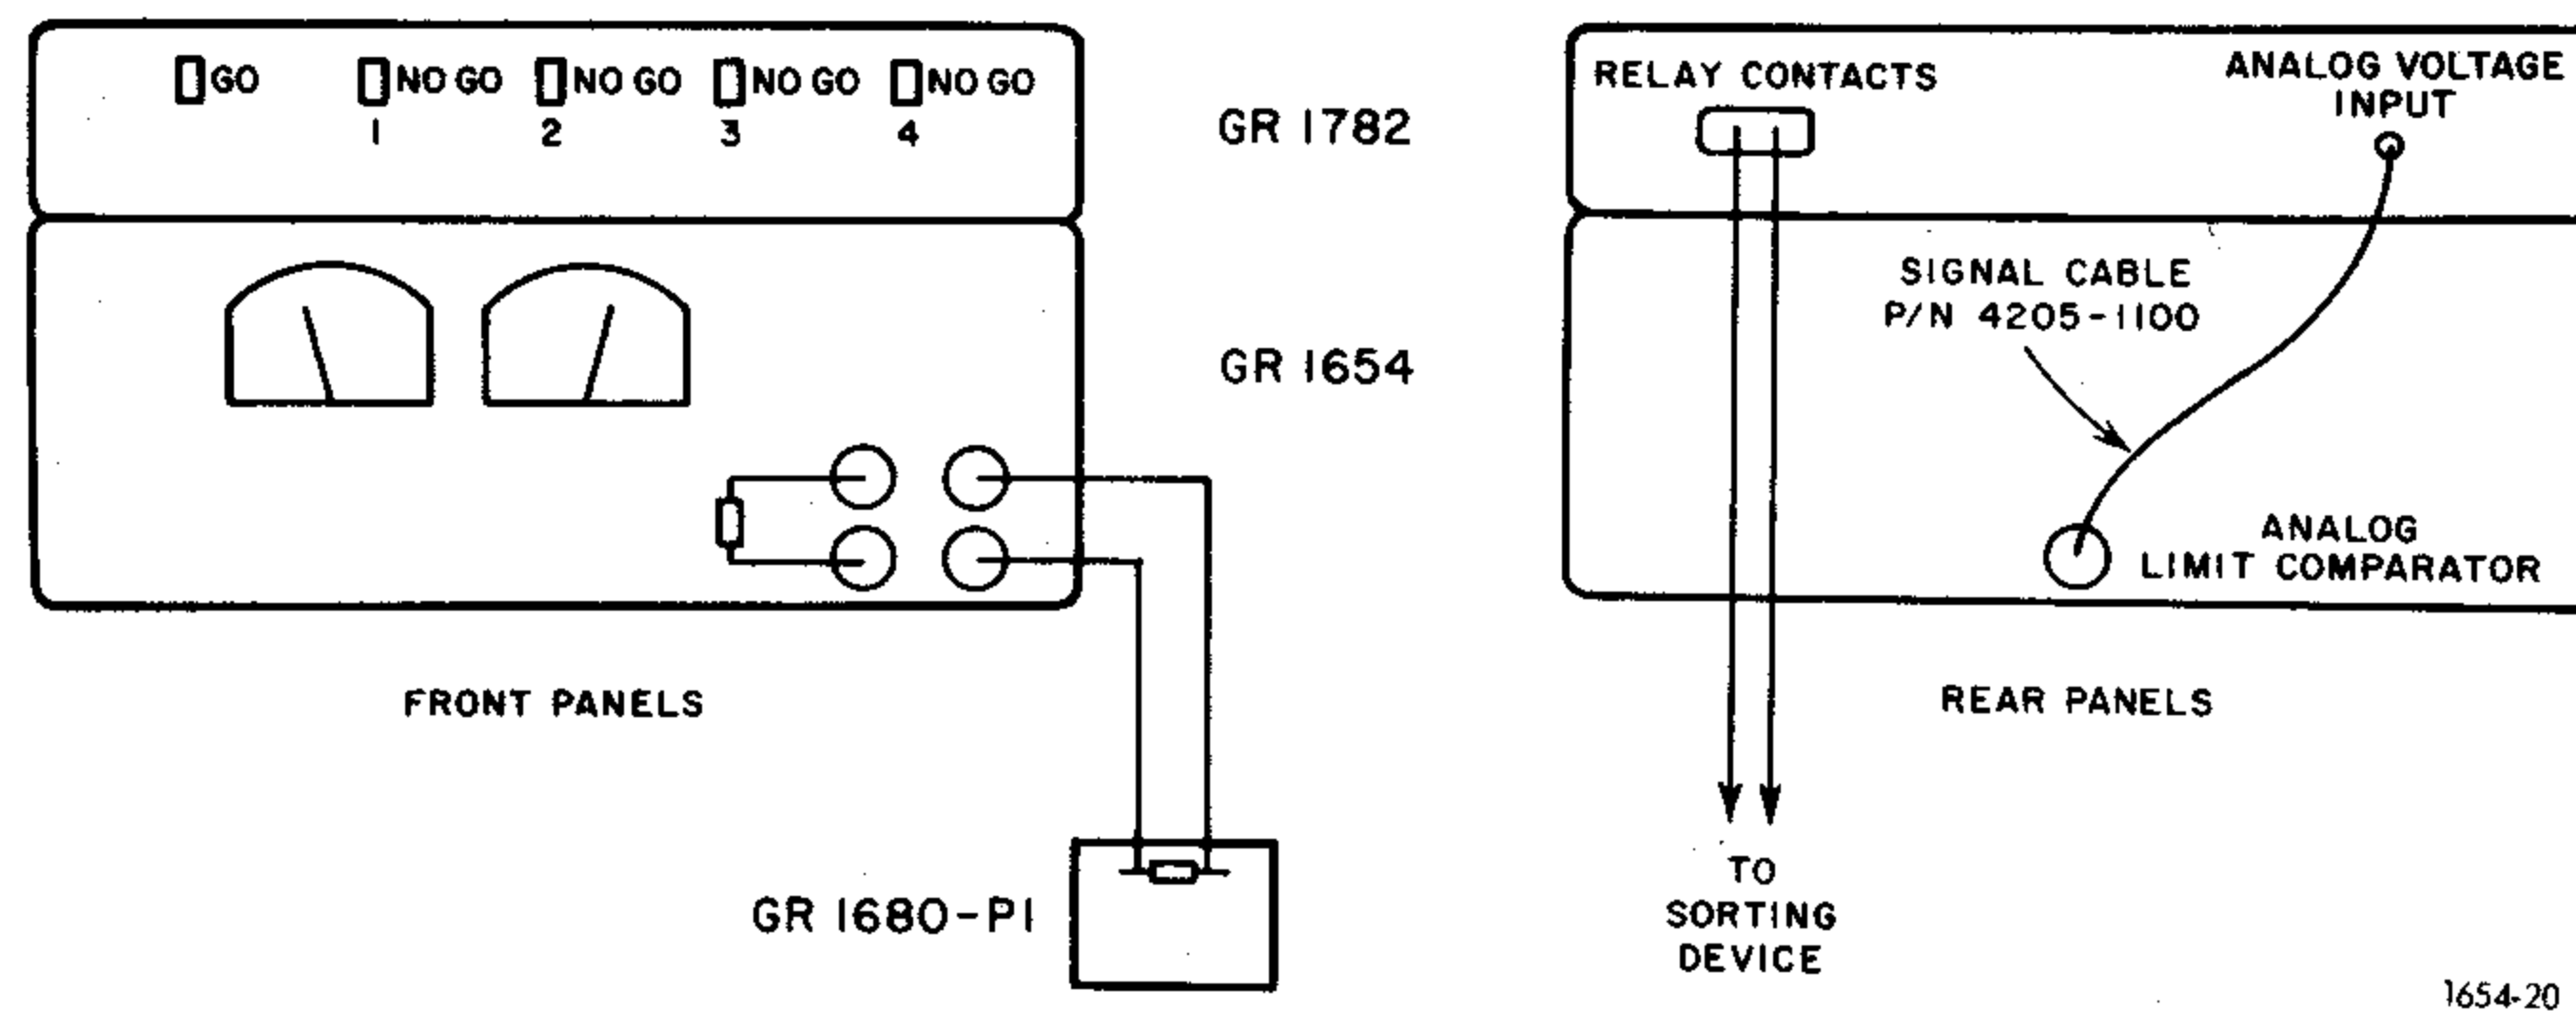 GO
NO GO
NO GO
NO GO
NO GO
1
2
3
4
GR 1782
GR 1654
FRONT PANELS
GR 1680-P1
RELAY CONTACTS
ANALOG VOLTAGE
INPUT
SIGNAL CABLE
P/N 4205-1100
ANALOG
LIMIT COMPARATOR
REAR PANELS
TO
SORTING
DEVICE
1654-20